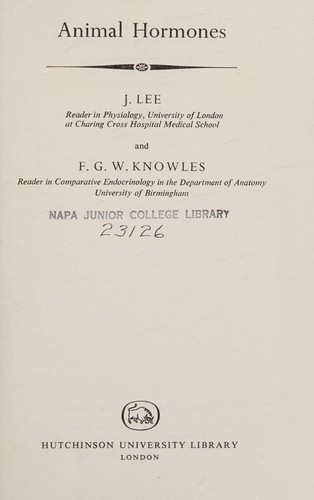 Animal Hormones
J. LEE
Reader in Physiology, University of London
at Charing Cross Hospital Medical School
and
F. G. W. KNOWLES
Reader in Comparative Endocrinology in the Department of Anatomy
University of Birmingham
NAPA JUNIOR COLLEGE LIBRARY
23126
HUTCHINSON UNIVERSITY LIBRARY
LONDON